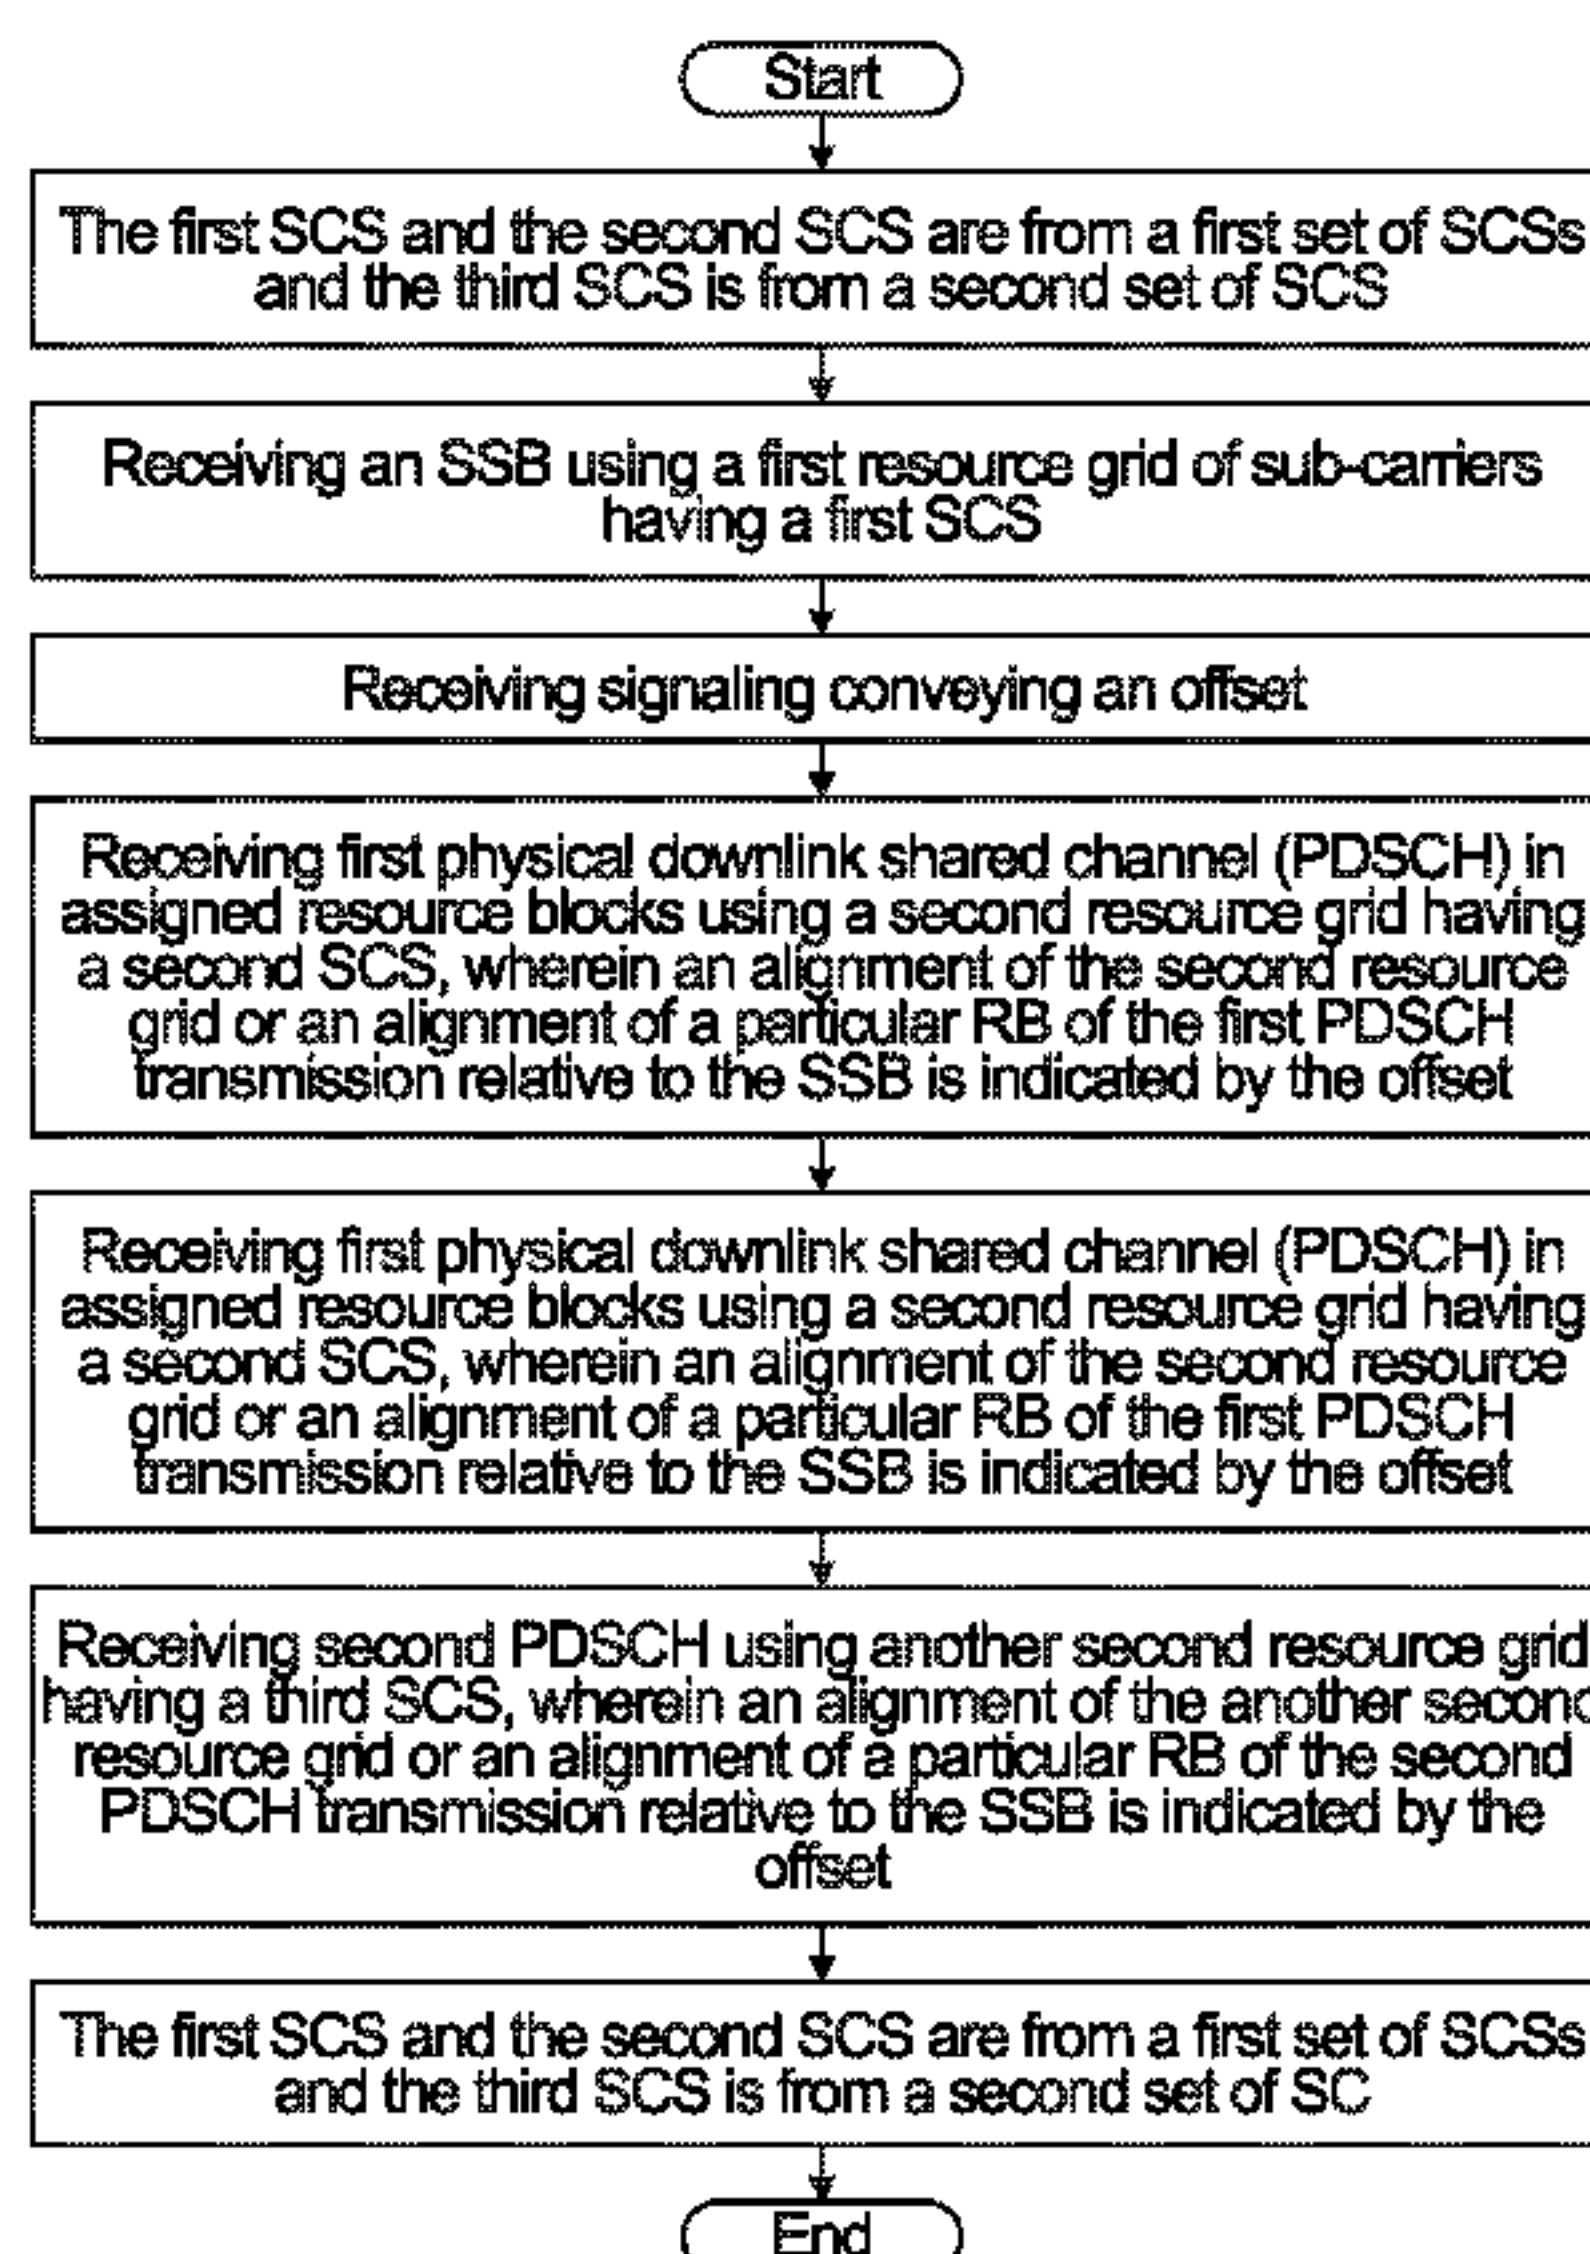 Start
The first SCS and the second SCS are from a first set of SCSs
and the third SCS is from a second set of SCS
Receiving an SSB using a first resource grid of sub-carriers
having a first SCS
Receiving signaling conveying an offset
Receiving first physical downlink shared channel (PDSCH) in
assigned resource blocks using a second resource grid having
a second SCS, wherein an alignment of the second resource
grid or an alignment of a particular RB of the first PDSCH
transmission relative to the SSB is indicated by the offset
Receiving first physical downlink shared channel (PDSCH) in
assigned resource blocks using a second resource grid having
a second SCS, wherein an alignment of the second resource
grid or an alignment of a particular RB of the first PDSCH
transmission relative to the SSB is indicated by the offset
Receiving second PDSCH using another second resource grid
having a third SCS, wherein an alignment of the another second
resource grid or an alignment of a particular RB of the second
PDSCH transmission relative to the SSB is indicated by the
offset
The first SCS and the second SCS are from a first set of SCSs
and the third SCS is from a second set of SC
End